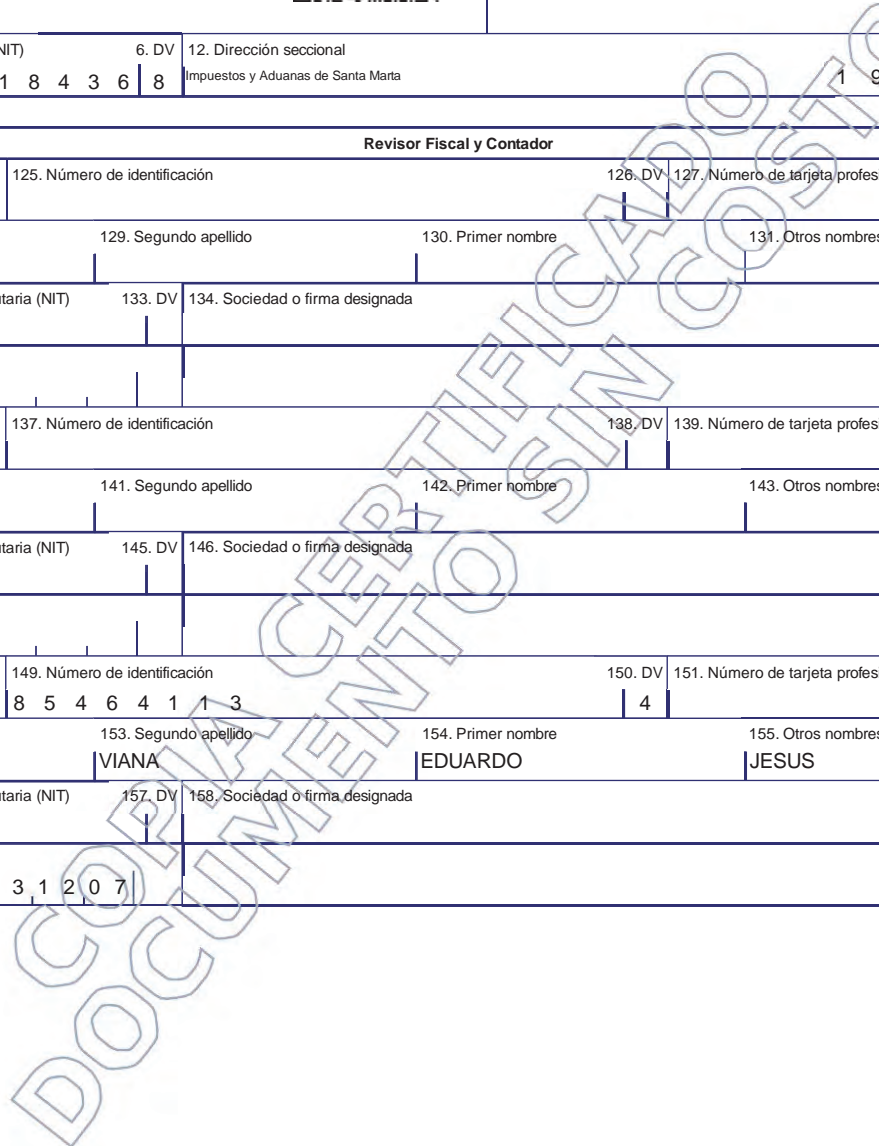 NIT) 6. DV 12. Dirección seccional
1 8 4 3 6 8 Impuestos y Aduanas de Santa Marta 1 9
Revisor Fiscal y Contador
125. Número de identificación 126. DV 127. Número de tarjeta profes
129. Segundo apellido 130. Primer nombre 131. Otros nombres
taria (NIT) 133. DV 134. Sociedad o firma designada
137. Número de identificación 138. DV 139. Número de tarjeta profes
141. Segundo apellido 142. Primer nombre 143. Otros nombres
taria (NIT) 145. DV 146. Sociedad o firma designada
149. Número de identificación 150. DV 151. Número de tarjeta profes
8 5 4 6 4 1 1 3 4
153. Segundo apellido 154. Primer nombre 155. Otros nombres
VIANA EDUARDO JESUS
taria (NIT) 157. DV 158. Sociedad o firma designada
3 1 2 0 7
COPIA CERTIFICADO
DOCUMENTO SIN COSTO